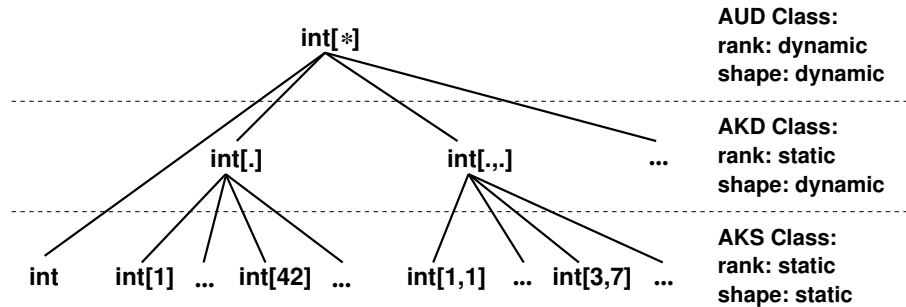 int[*]
AUD Class:
rank: dynamic
shape: dynamic
int[.]
int[.,.]
...
AKD Class:
rank: static
shape: dynamic
int
int[1]
...
int[42]
...
int[1,1]
...
int[3,7]
...
AKS Class:
rank: static
shape: static